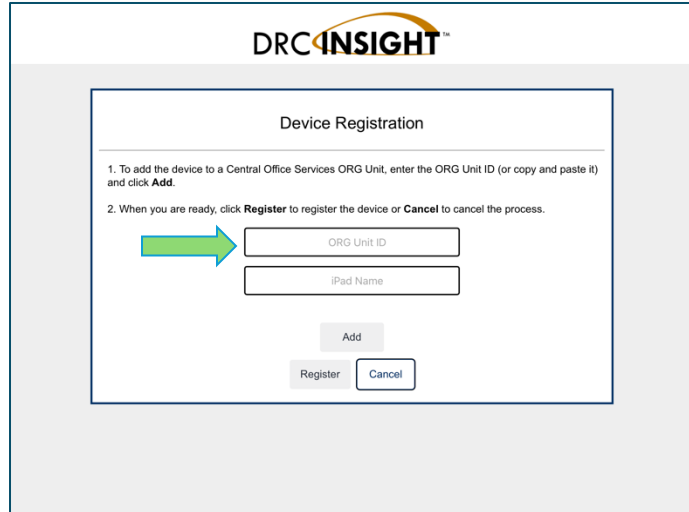 DRC INSIGHT™
Device Registration
1. To add the device to a Central Office Services ORG Unit, enter the ORG Unit ID (or copy and paste it)
and click Add.
2. When you are ready, click Register to register the device or Cancel to cancel the process.
ORG Unit ID
iPad Name
Add
Register Cancel